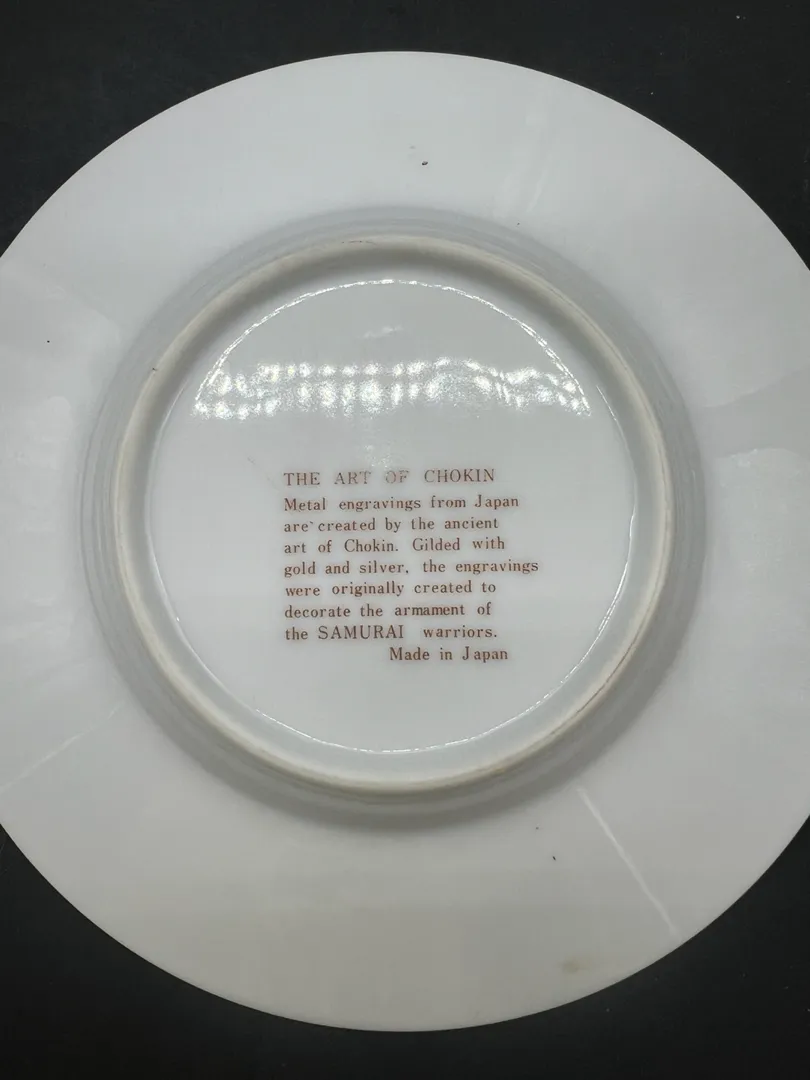 THE ART OF CHOKIN
Metal engravings from Japan
are created by the ancient
art of Chokin. Gilded with
gold and silver, the engravings
were originally created to
decorate the armament of
the SAMURAI warriors.
Made in Japan